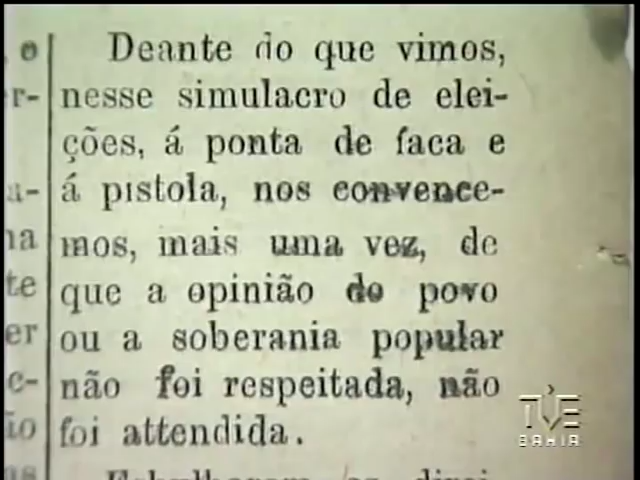 Deante do que vimos,
nesse simulacro de elei-
ções, á ponta de faca e
á pistola, nos convence-
mos, mais uma vez, de
que a opinião do povo
ou a soberania popular
não foi respeitada, não
foi attendida.
TVE
BAHIA